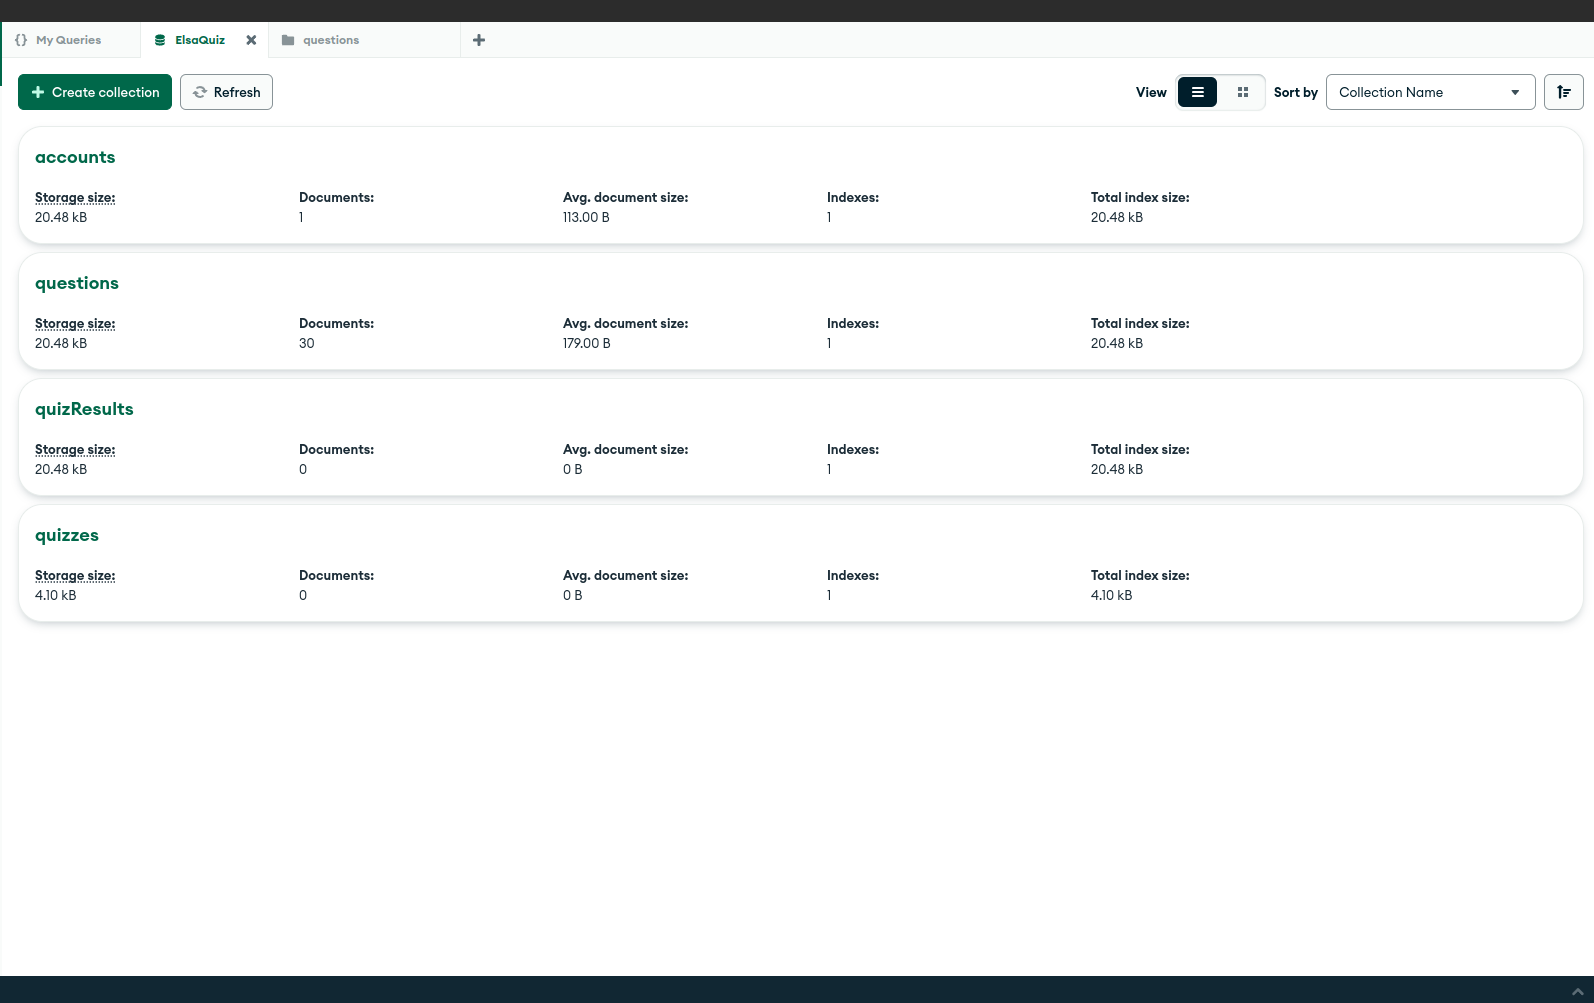 My Queries ElsaQuiz questions
Create collection Refresh View Sort by Collection Name
accounts
Storage size: Documents: Avg. document size: Indexes: Total index size:
20.48 kB 1 113.00 B 1 20.48 kB
questions
Storage size: Documents: Avg. document size: Indexes: Total index size:
20.48 kB 30 179.00 B 1 20.48 kB
quizResults
Storage size: Documents: Avg. document size: Indexes: Total index size:
20.48 kB 0 0 B 1 20.48 kB
quizzes
Storage size: Documents: Avg. document size: Indexes: Total index size:
4.10 kB 0 0 B 1 4.10 kB